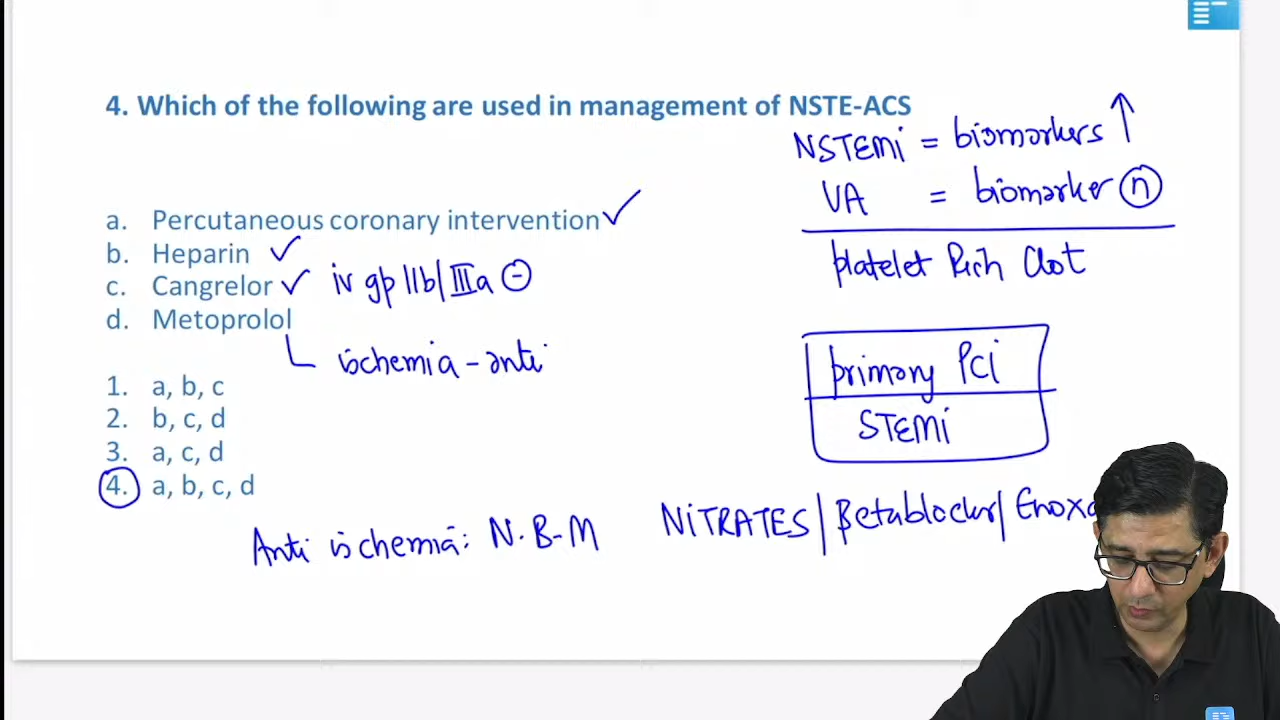 4. Which of the following are used in management of NSTE-ACS
NSTEMi = biomarkers ↑
UA = biomarker n
platelet Rich Clot
a. Percutaneous coronary intervention ✓
b. Heparin ✓
c. Cangrelor ✓ iv gp IIb/IIIa -
d. Metoprolol
ischemia - anti
primary PCi
STEMi
1. a, b, c
2. b, c, d
3. a, c, d
4. a, b, c, d
Anti ischemia: N.B-M
NiTRATES | Betablocker | Enoxa